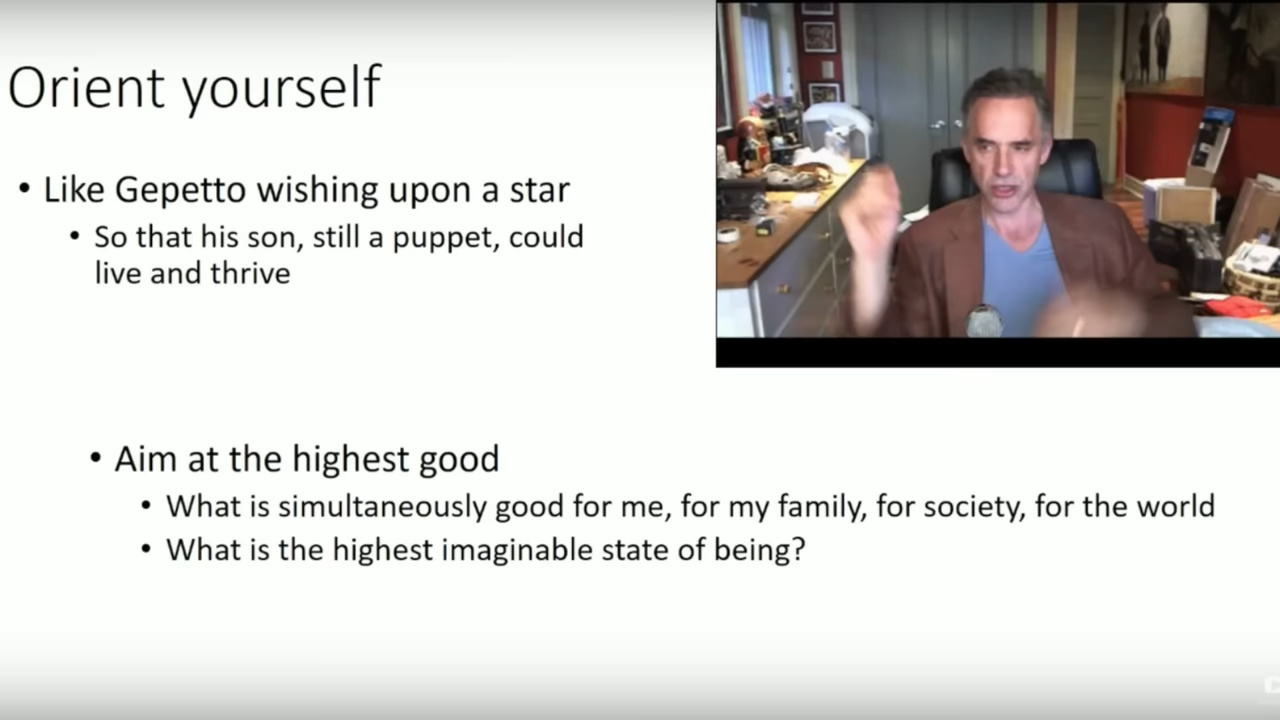 Orient yourself
• Like Gepetto wishing upon a star
• So that his son, still a puppet, could
live and thrive
• Aim at the highest good
• What is simultaneously good for me, for my family, for society, for the world
• What is the highest imaginable state of being?